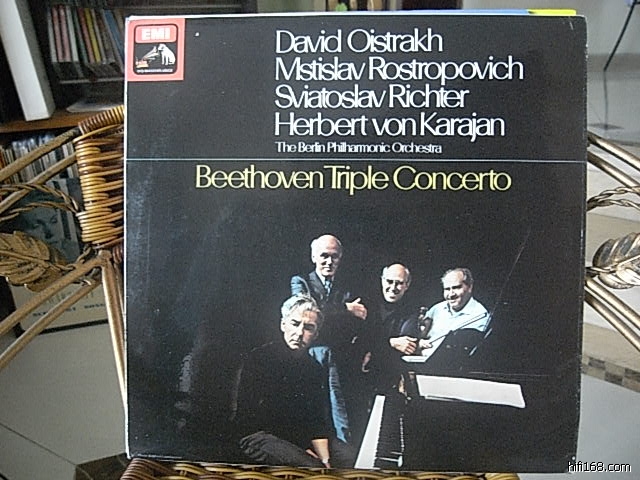 EMI
David Oistrakh
Mstislav Rostropovich
Sviatoslav Richter
Herbert von Karajan
The Berlin Philharmonic Orchestra
Beethoven Triple Concerto
hifi168.com